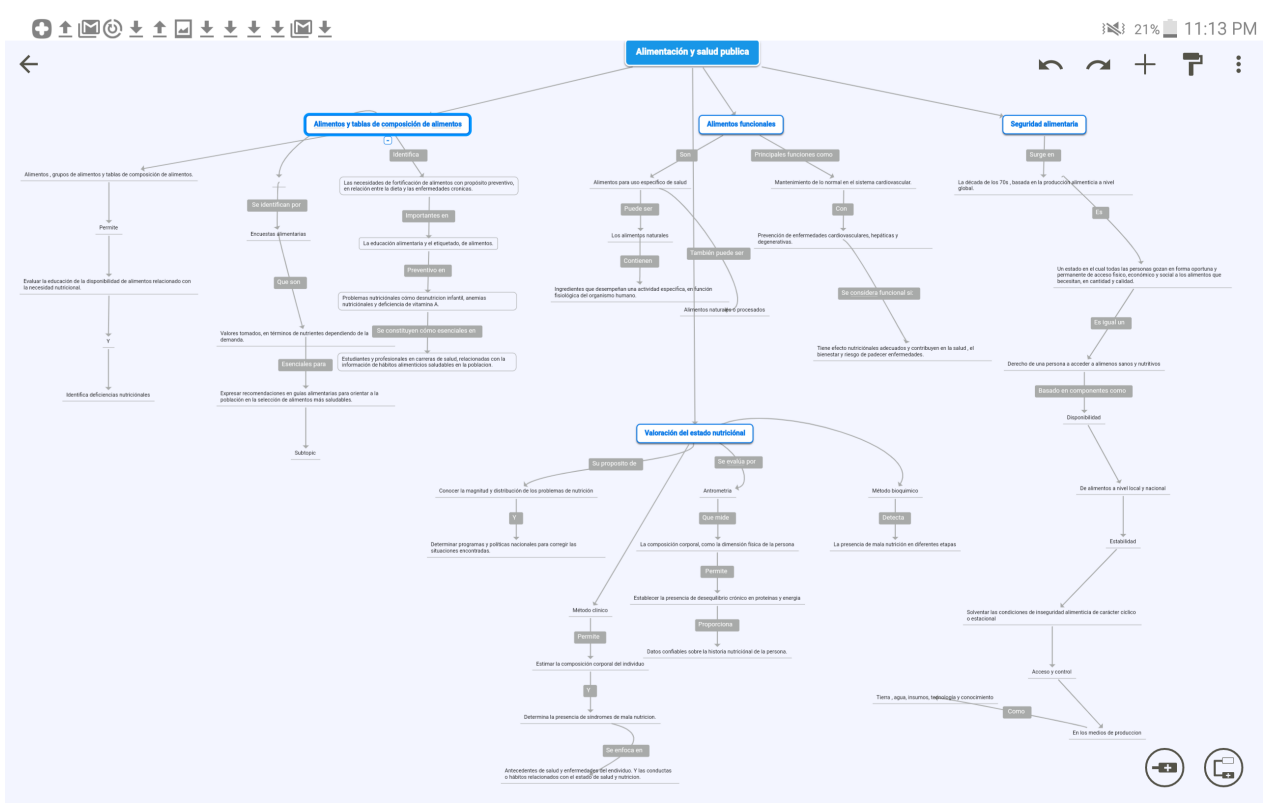 21% 11:13 PM
Alimentación y salud publica
Alimentos y tablas de composición de alimentos
Alimentos funcionales
Seguridad alimentaria
Alimentos , grupos de alimentos y tablas de composición de alimentos.
Permite
Evaluar la educación de la disponibilidad de alimentos relacionado con
la necesidad nutricional.
Y
Identifica deficiencias nutriciónales
Se identifican por
Encuestas alimentarias
Que son
Valores tomados, en términos de nutrientes dependendo de la
demanda.
Esenciales para
Expresar recomendaciones en guías alimentarias para orientar a la
población en la selección de alimentos más saludables.
Subtopic
Identifica
Las necesidades de fortificación de alimentos con propósito preventivo,
en relación entre la dieta y las enfermedades cronicas.
Importantes en
La educación alimentaria y el etiquetado, de alimentos.
Preventivo en
Problemas nutriciónales cómo desnutricion infantil, anemias
nutriciónales y deficiencia de vitamina A.
Se constituyen cómo esenciales en
Estudiantes y profesionales en carreras de salud, relacionadas con la
información de hábitos alimenticios saludables en la poblacion.
Son
Alimentos para uso específico de salud
Puede ser
Los alimentos naturales
Contienen
Ingredientes que desempeñan una actividad específica, en función
fisiológica del organismo humano.
También puede ser
Alimentos naturales o procesados
Principales funciones como
Mantenimiento de lo normal en el sistema cardiosvascular.
Con
Prevención de enfermedades cardiovasculares, hepáticas y
degenerativas.
Se considera funcional si:
Tiene efecto nutriciónales adecuados y contribuyen en la salud , el
bienestar y riesgo de padecer enfermedades.
Surge en
La década de los 70s , basada en la producción alimenticia a nivel
global.
Es
Un estado en el cual todas las personas gozan en forma oportuna y
permanente de acceso físico, económico y social a los alimentos que
becesitan, en cantidad y calidad.
Es igual un
Derecho de una persona a acceder a alimenos sanos y nutritivos
Basado en componentes como
Disponibilidad
De alimentos a nivel local y nacional
Estabilidad
Solventar las condiciones de inseguridad alimenticia de carácter cíclico
o estacional
Acceso y control
En los medios de produccion
Como
Tierra , agua, insumos, tecnología y conocimiento
Valoración del estado nutriciónal
Su proposito de
Conocer la magnitud y distribución de los problemas de nutrición
Y
Determinar programas y políticas nacionales para corregir las
situaciones encontradas.
Se evalúa por
Antrometría
Que mide
La composición corporal, como la dimensión física de la persona
Permite
Establecer la presencia de desequilibrio crónico en proteínas y energia
Proporciona
Datos confiables sobre la historia nutriciónal de la persona.
Método bioquimico
Detecta
La presencia de mala nutrición en diferentes etapas
Método clínico
Permite
Estimar la composición corporal del individuo
Y
Determina la presencia de síndromes de mala nutricion.
Se enfoca en
Antecedentes de salud y enfermedades del endividuo. Y las conductas
o hábitos relacionados con el estado de salud y nutricion.